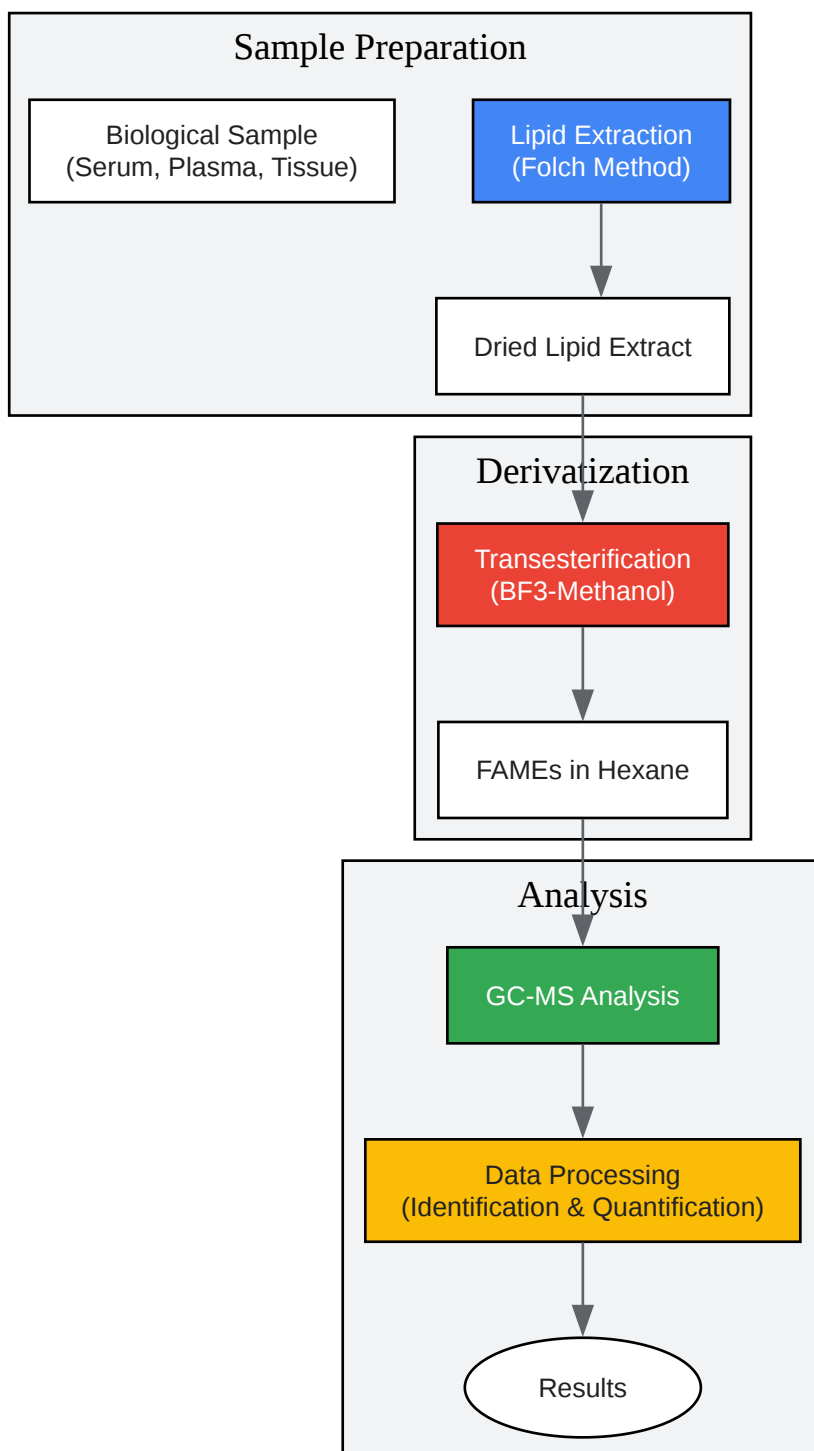 Sample Preparation
Biological Sample
(Serum, Plasma, Tissue)
Lipid Extraction
(Folch Method)
Dried Lipid Extract
Derivatization
Transesterification
(BF3-Methanol)
FAMEs in Hexane
Analysis
GC-MS Analysis
Data Processing
(Identification & Quantification)
Results